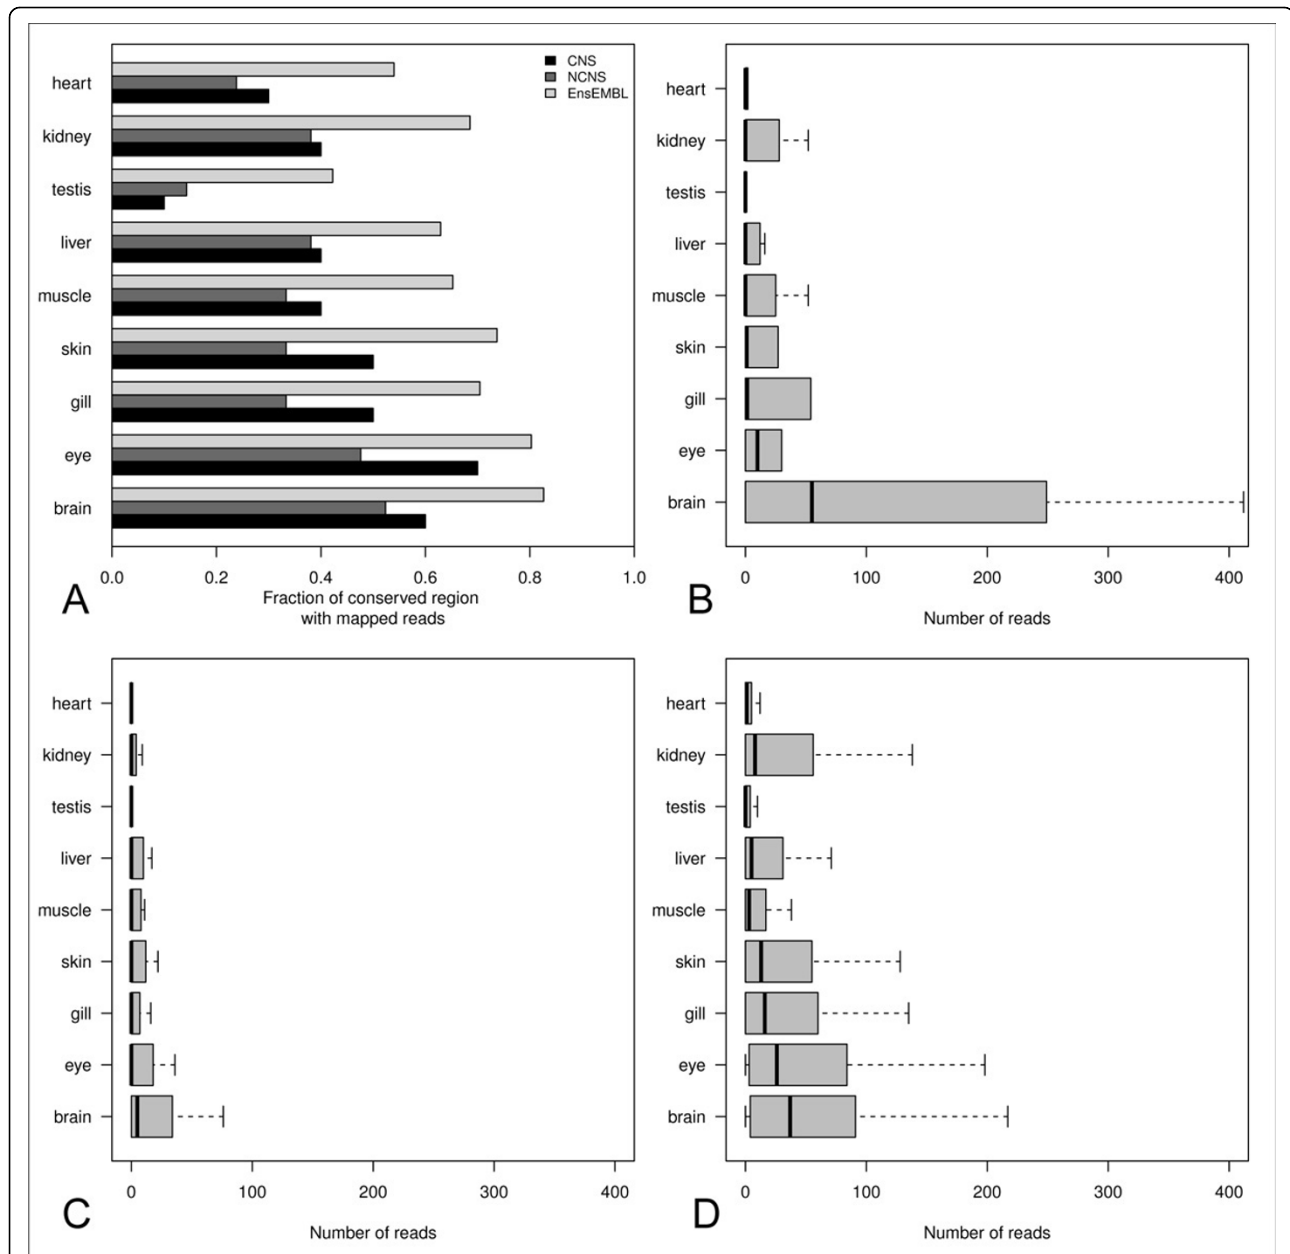 CNS
NCNS
EnsEMBL
heart
kidney
testis
liver
muscle
skin
gill
eye
brain
0.0 0.2 0.4 0.6 0.8 1.0
Fraction of conserved region
with mapped reads
A
heart
kidney
testis
liver
muscle
skin
gill
eye
brain
0 100 200 300 400
Number of reads
B
heart
kidney
testis
liver
muscle
skin
gill
eye
brain
0 100 200 300 400
Number of reads
C
heart
kidney
testis
liver
muscle
skin
gill
eye
brain
0 100 200 300 400
Number of reads
D